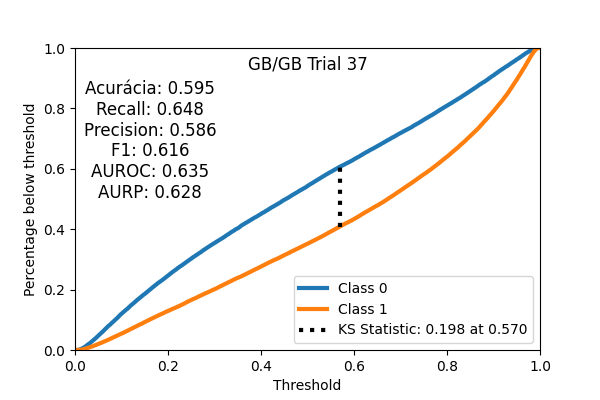 GB/GB Trial 37
Acurácia: 0.595
Recall: 0.648
Precision: 0.586
F1: 0.616
AUROC: 0.635
AURP: 0.628
Percentage below threshold
1.0
0.8
0.6
0.4
0.2
0.0
Class 0
Class 1
KS Statistic: 0.198 at 0.570
0.0 0.2 0.4 0.6 0.8 1.0
Threshold